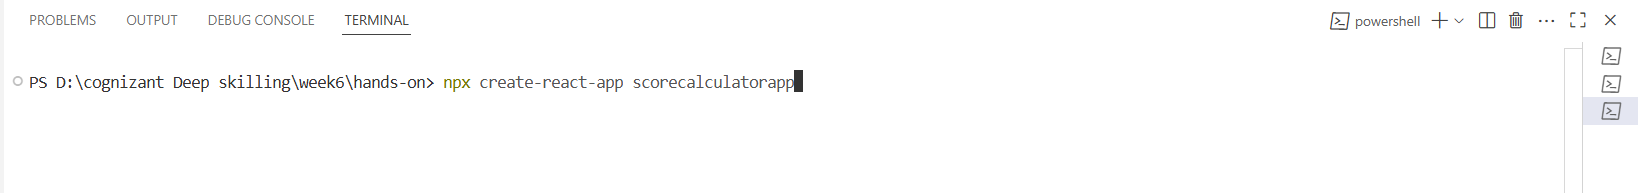 PROBLEMS OUTPUT DEBUG CONSOLE TERMINAL powershell
PS D:\cognizant Deep skilling\week6\hands-on> npx create-react-app scorecalculatorapp